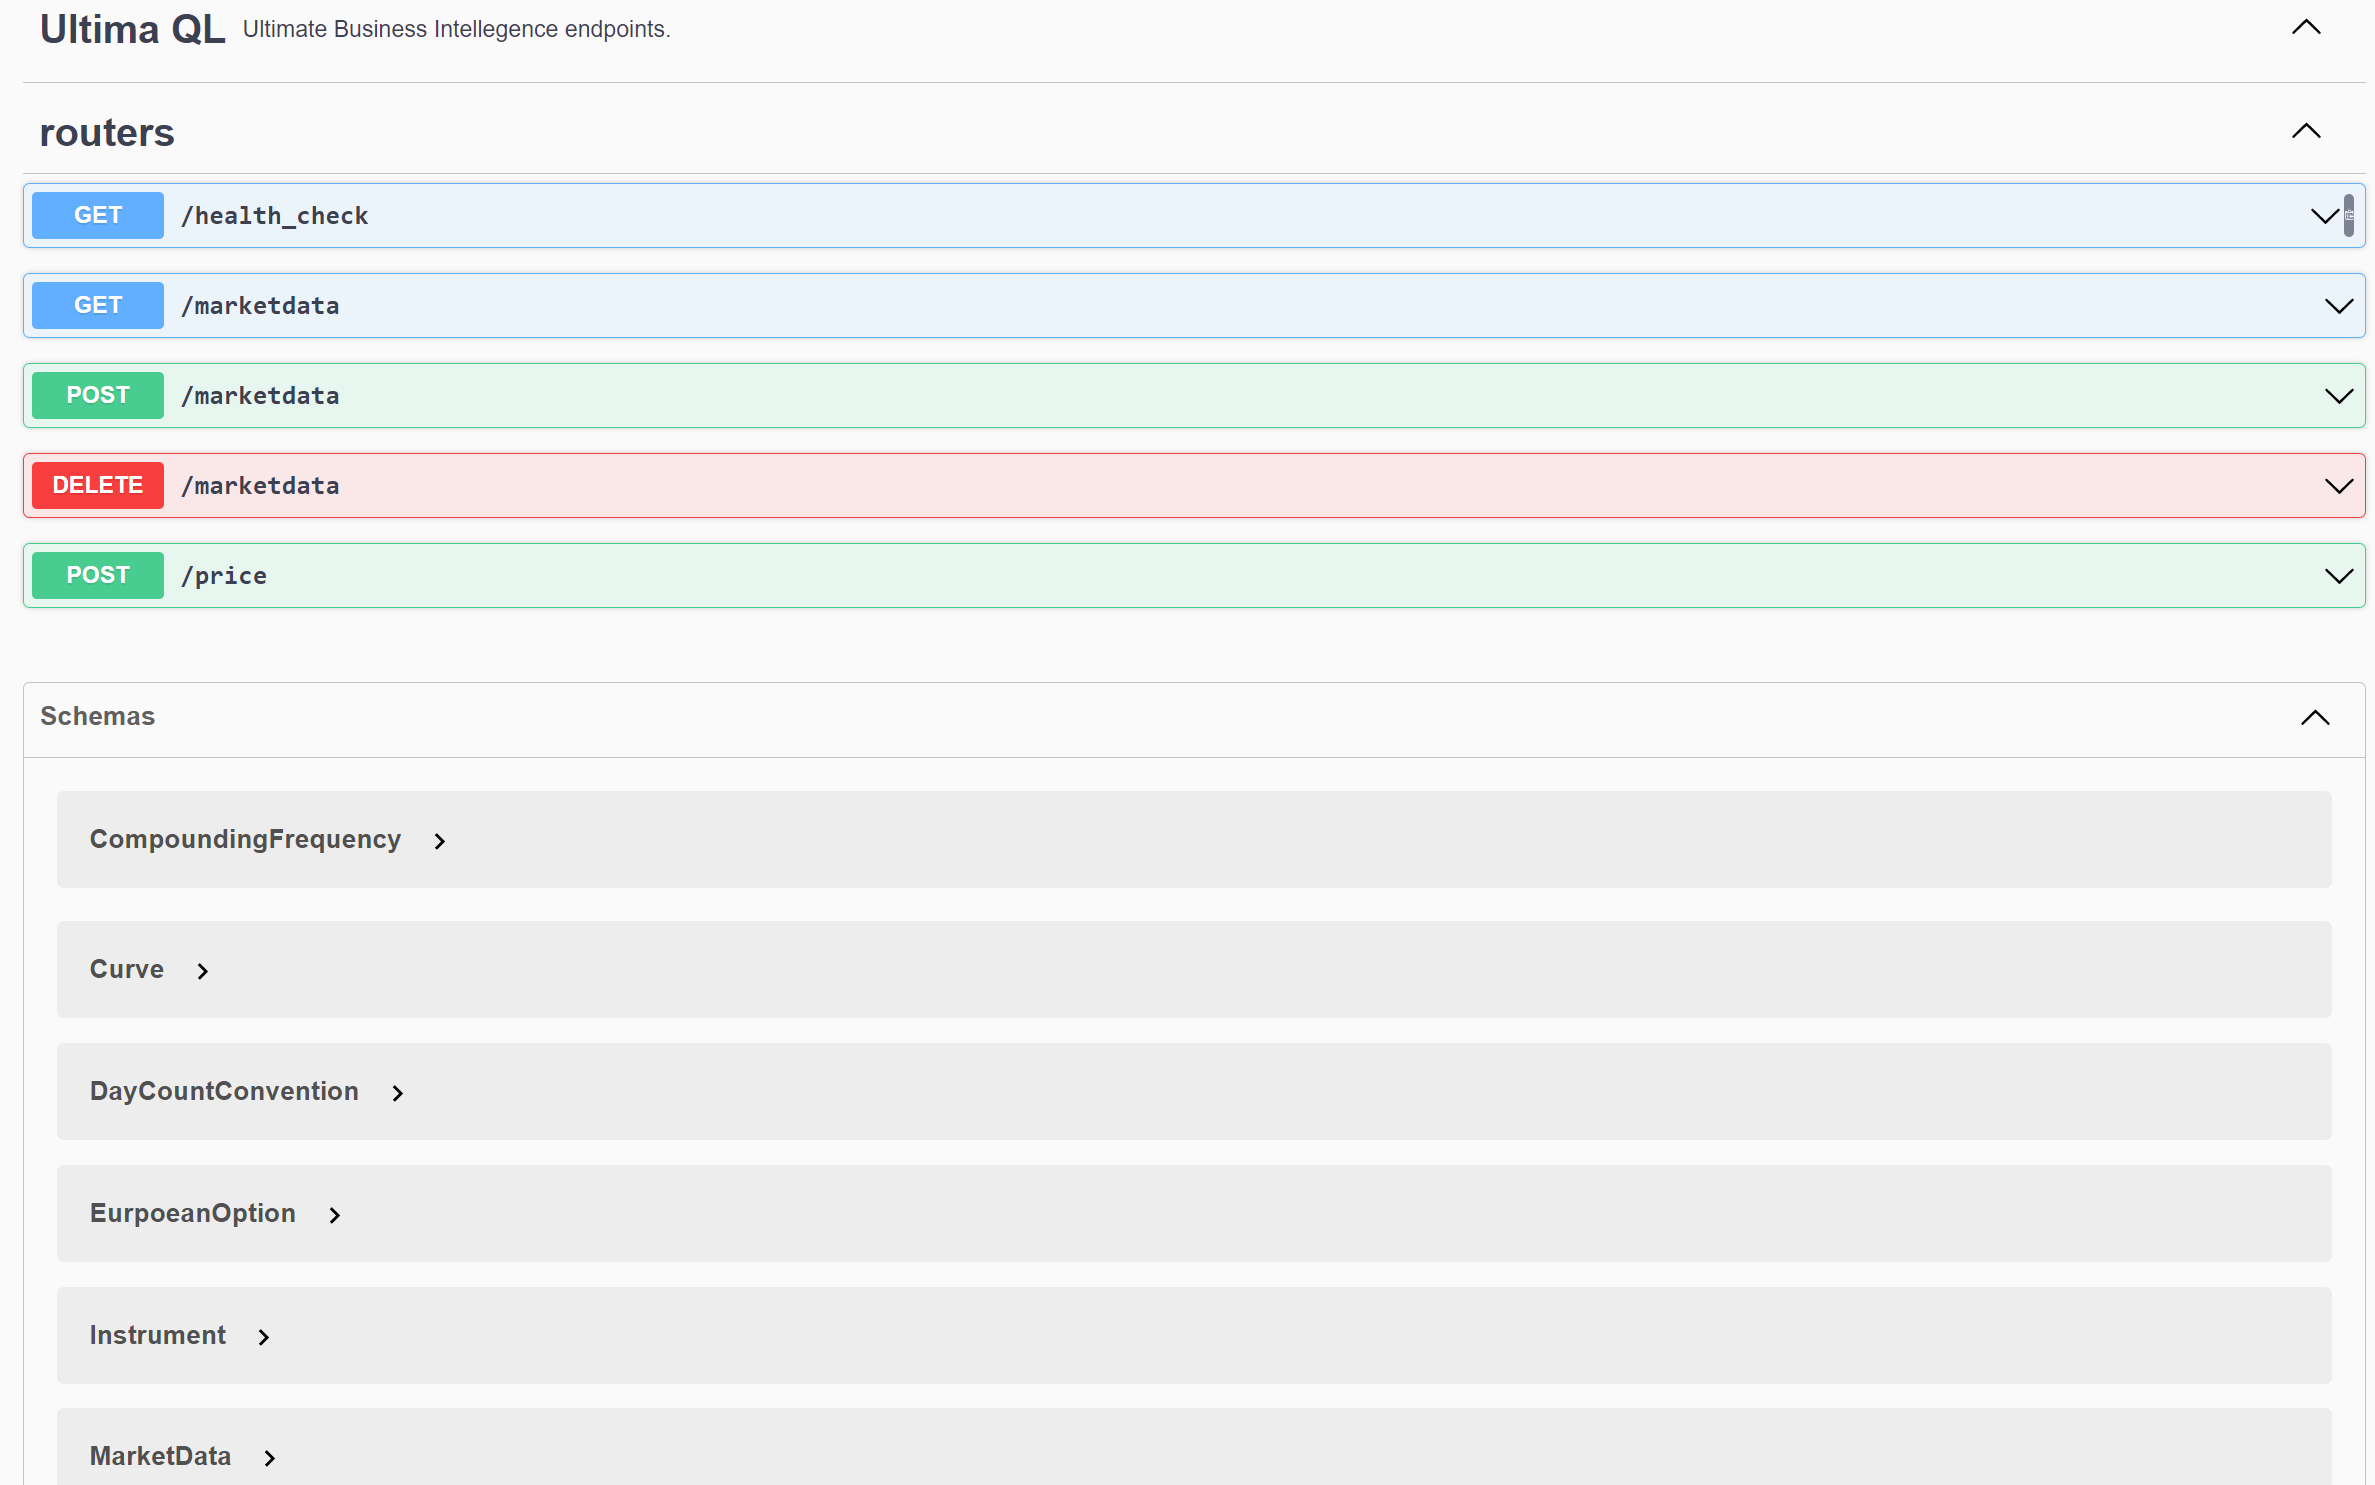 Ultima QL Ultimate Business Intellegence endpoints.
routers
GET /health_check
GET /marketdata
POST /marketdata
DELETE /marketdata
POST /price
Schemas
CompoundingFrequency
Curve
DayCountConvention
EurpoeanOption
Instrument
MarketData